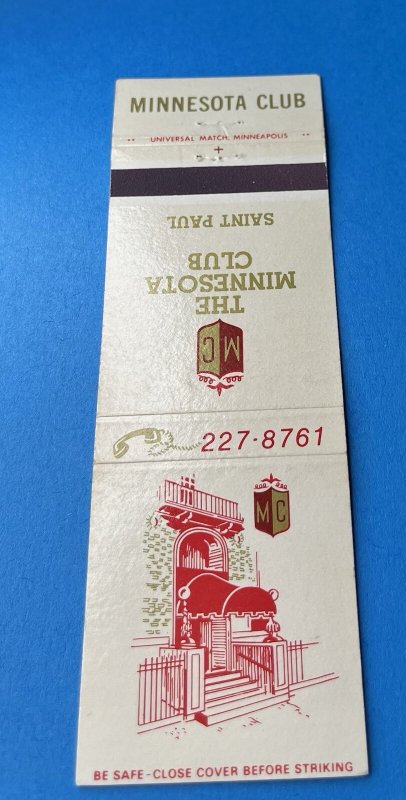 MINNESOTA CLUB
UNIVERSAL MATCH, MINNEAPOLIS
SAINT PAUL
THE
MINNESOTA
CLUB
MC
227-8761
MC
BE SAFE - CLOSE COVER BEFORE STRIKING